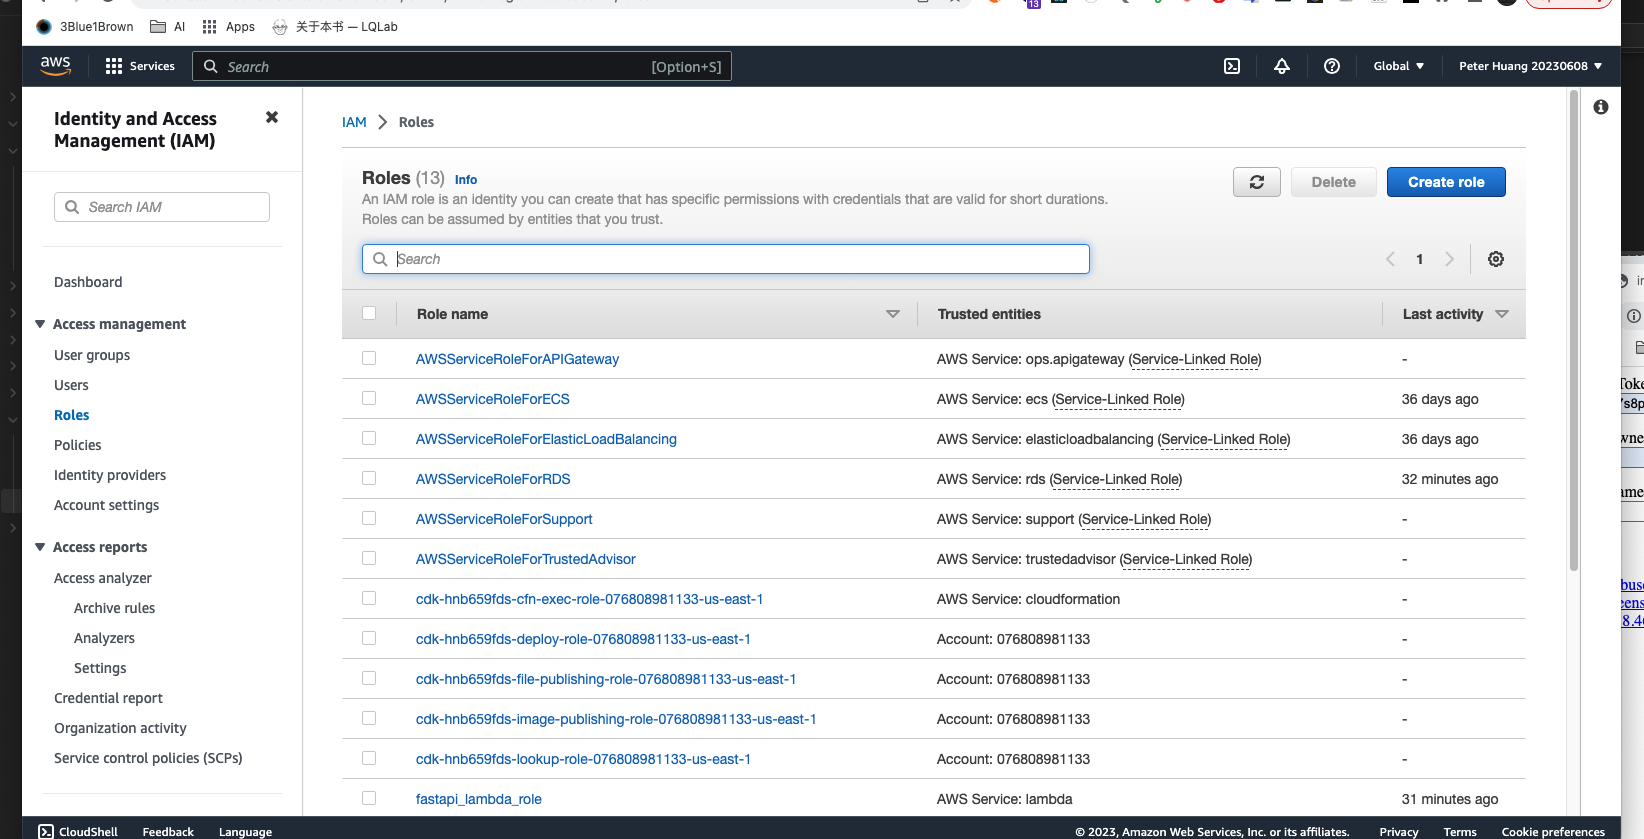 13
3Blue1Brown AI Apps 关于本书 — LQLab
aws Services Search [Option+S] Global Peter Huang 20230608
Identity and Access
Management (IAM)
Search IAM
Dashboard
Access management
User groups
Users
Roles
Policies
Identity providers
Account settings
Access reports
Access analyzer
Archive rules
Analyzers
Settings
Credential report
Organization activity
Service control policies (SCPs)
IAM > Roles
Roles (13) Info
An IAM role is an identity you can create that has specific permissions with credentials that are valid for short durations.
Roles can be assumed by entities that you trust.
Delete
Create role
Search
1
Role name Trusted entities Last activity
AWSServiceRoleForAPIGateway AWS Service: ops.apigateway (Service-Linked Role) -
AWSServiceRoleForECS AWS Service: ecs (Service-Linked Role) 36 days ago
AWSServiceRoleForElasticLoadBalancing AWS Service: elasticloadbalancing (Service-Linked Role) 36 days ago
AWSServiceRoleForRDS AWS Service: rds (Service-Linked Role) 32 minutes ago
AWSServiceRoleForSupport AWS Service: support (Service-Linked Role) -
AWSServiceRoleForTrustedAdvisor AWS Service: trustedadvisor (Service-Linked Role) -
cdk-hnb659fds-cfn-exec-role-076808981133-us-east-1 AWS Service: cloudformation -
cdk-hnb659fds-deploy-role-076808981133-us-east-1 Account: 076808981133 -
cdk-hnb659fds-file-publishing-role-076808981133-us-east-1 Account: 076808981133 -
cdk-hnb659fds-image-publishing-role-076808981133-us-east-1 Account: 076808981133 -
cdk-hnb659fds-lookup-role-076808981133-us-east-1 Account: 076808981133 -
fastapi_lambda_role AWS Service: lambda 31 minutes ago
CloudShell Feedback Language © 2023, Amazon Web Services, Inc. or its affiliates. Privacy Terms Cookie preferences